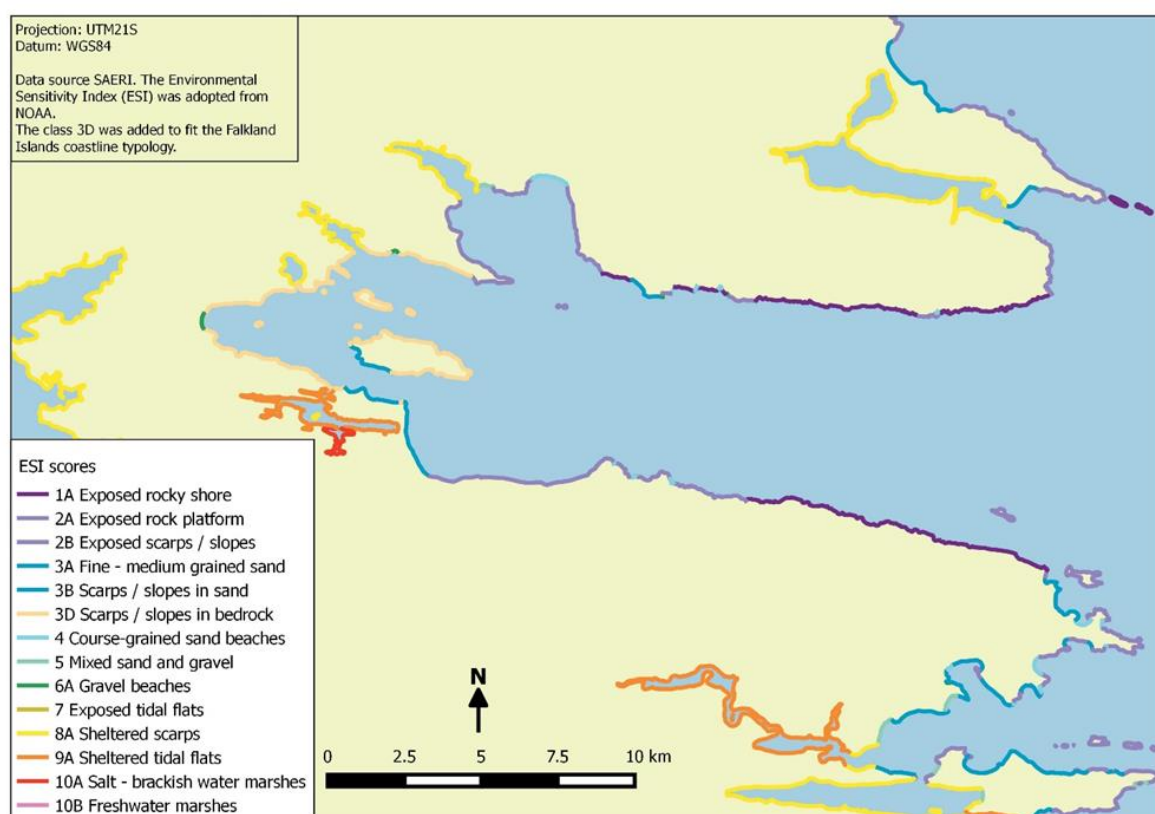 Projection: UTM21S
Datum: WGS84
Data source SAERI. The Environmental
Sensitivity Index (ESI) was adopted from
NOAA.
The class 3D was added to fit the Falkland
Islands coastline typology.
ESI scores
1A Exposed rocky shore
2A Exposed rock platform
2B Exposed scarps / slopes
3A Fine - medium grained sand
3B Scarps / slopes in sand
3D Scarps / slopes in bedrock
4 Course-grained sand beaches
5 Mixed sand and gravel
6A Gravel beaches
7 Exposed tidal flats
8A Sheltered scarps
9A Sheltered tidal flats
10A Salt - brackish water marshes
10B Freshwater marshes
N
0 2.5 5 7.5 10 km